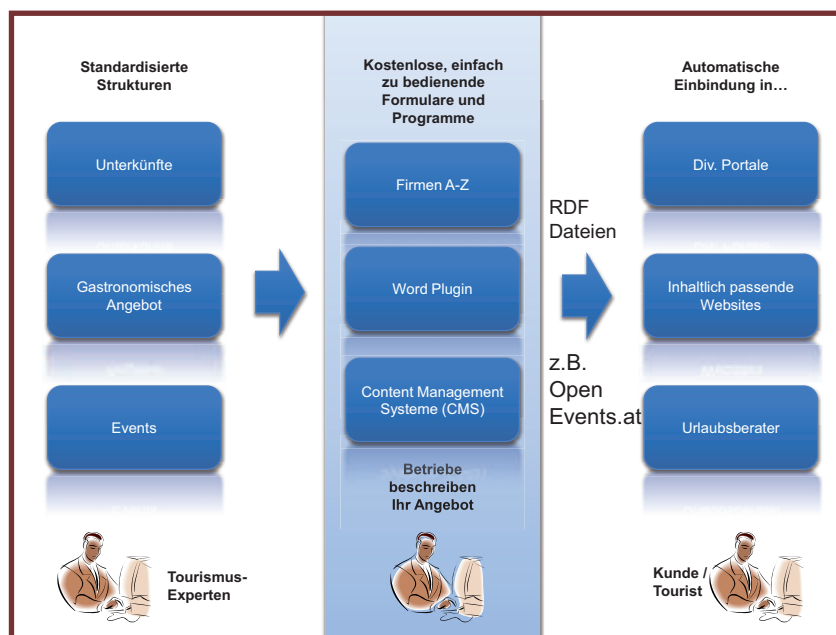 Standardisierte
Strukturen
Unterkünfte
Gastronomisches
Angebot
Events
Tourismus-
Experten
Kostenlose, einfach
zu bedienende
Formulare und
Programme
Firmen A-Z
Word Plugin
Content Management
Systeme (CMS)
Betriebe
beschreiben
Ihr Angebot
RDF
Dateien
z.B.
Open
Events.at
Automatische
Einbindung in…
Div. Portale
Inhaltlich passende
Websites
Urlaubsberater
Kunde /
Tourist